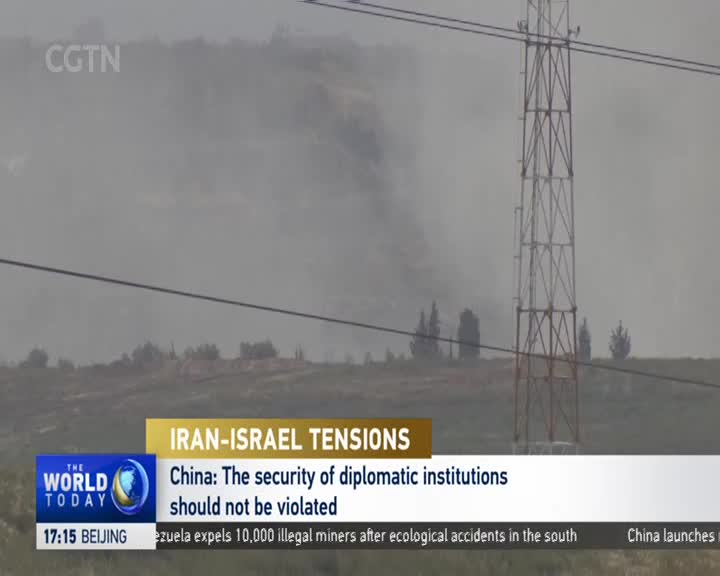 CGTN
IRAN-ISRAEL TENSIONS
THE
WORLD
TODAY
China: The security of diplomatic institutions
should not be violated
17:15 BEIJING
ezuela expels 10,000 illegal miners after ecological accidents in the south
China launches